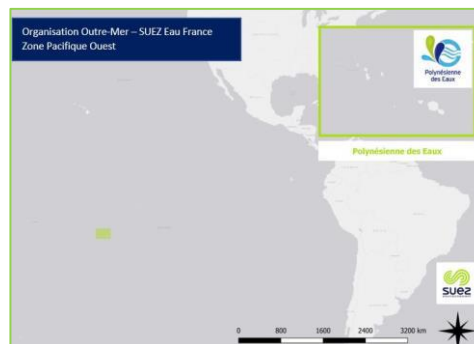 Organisation Outre-Mer – SUEZ Eau France
Zone Pacifique Ouest
Polynésienne
des Eaux
Polynésienne des Eaux
suez
0 800 1600 2400 3200 km